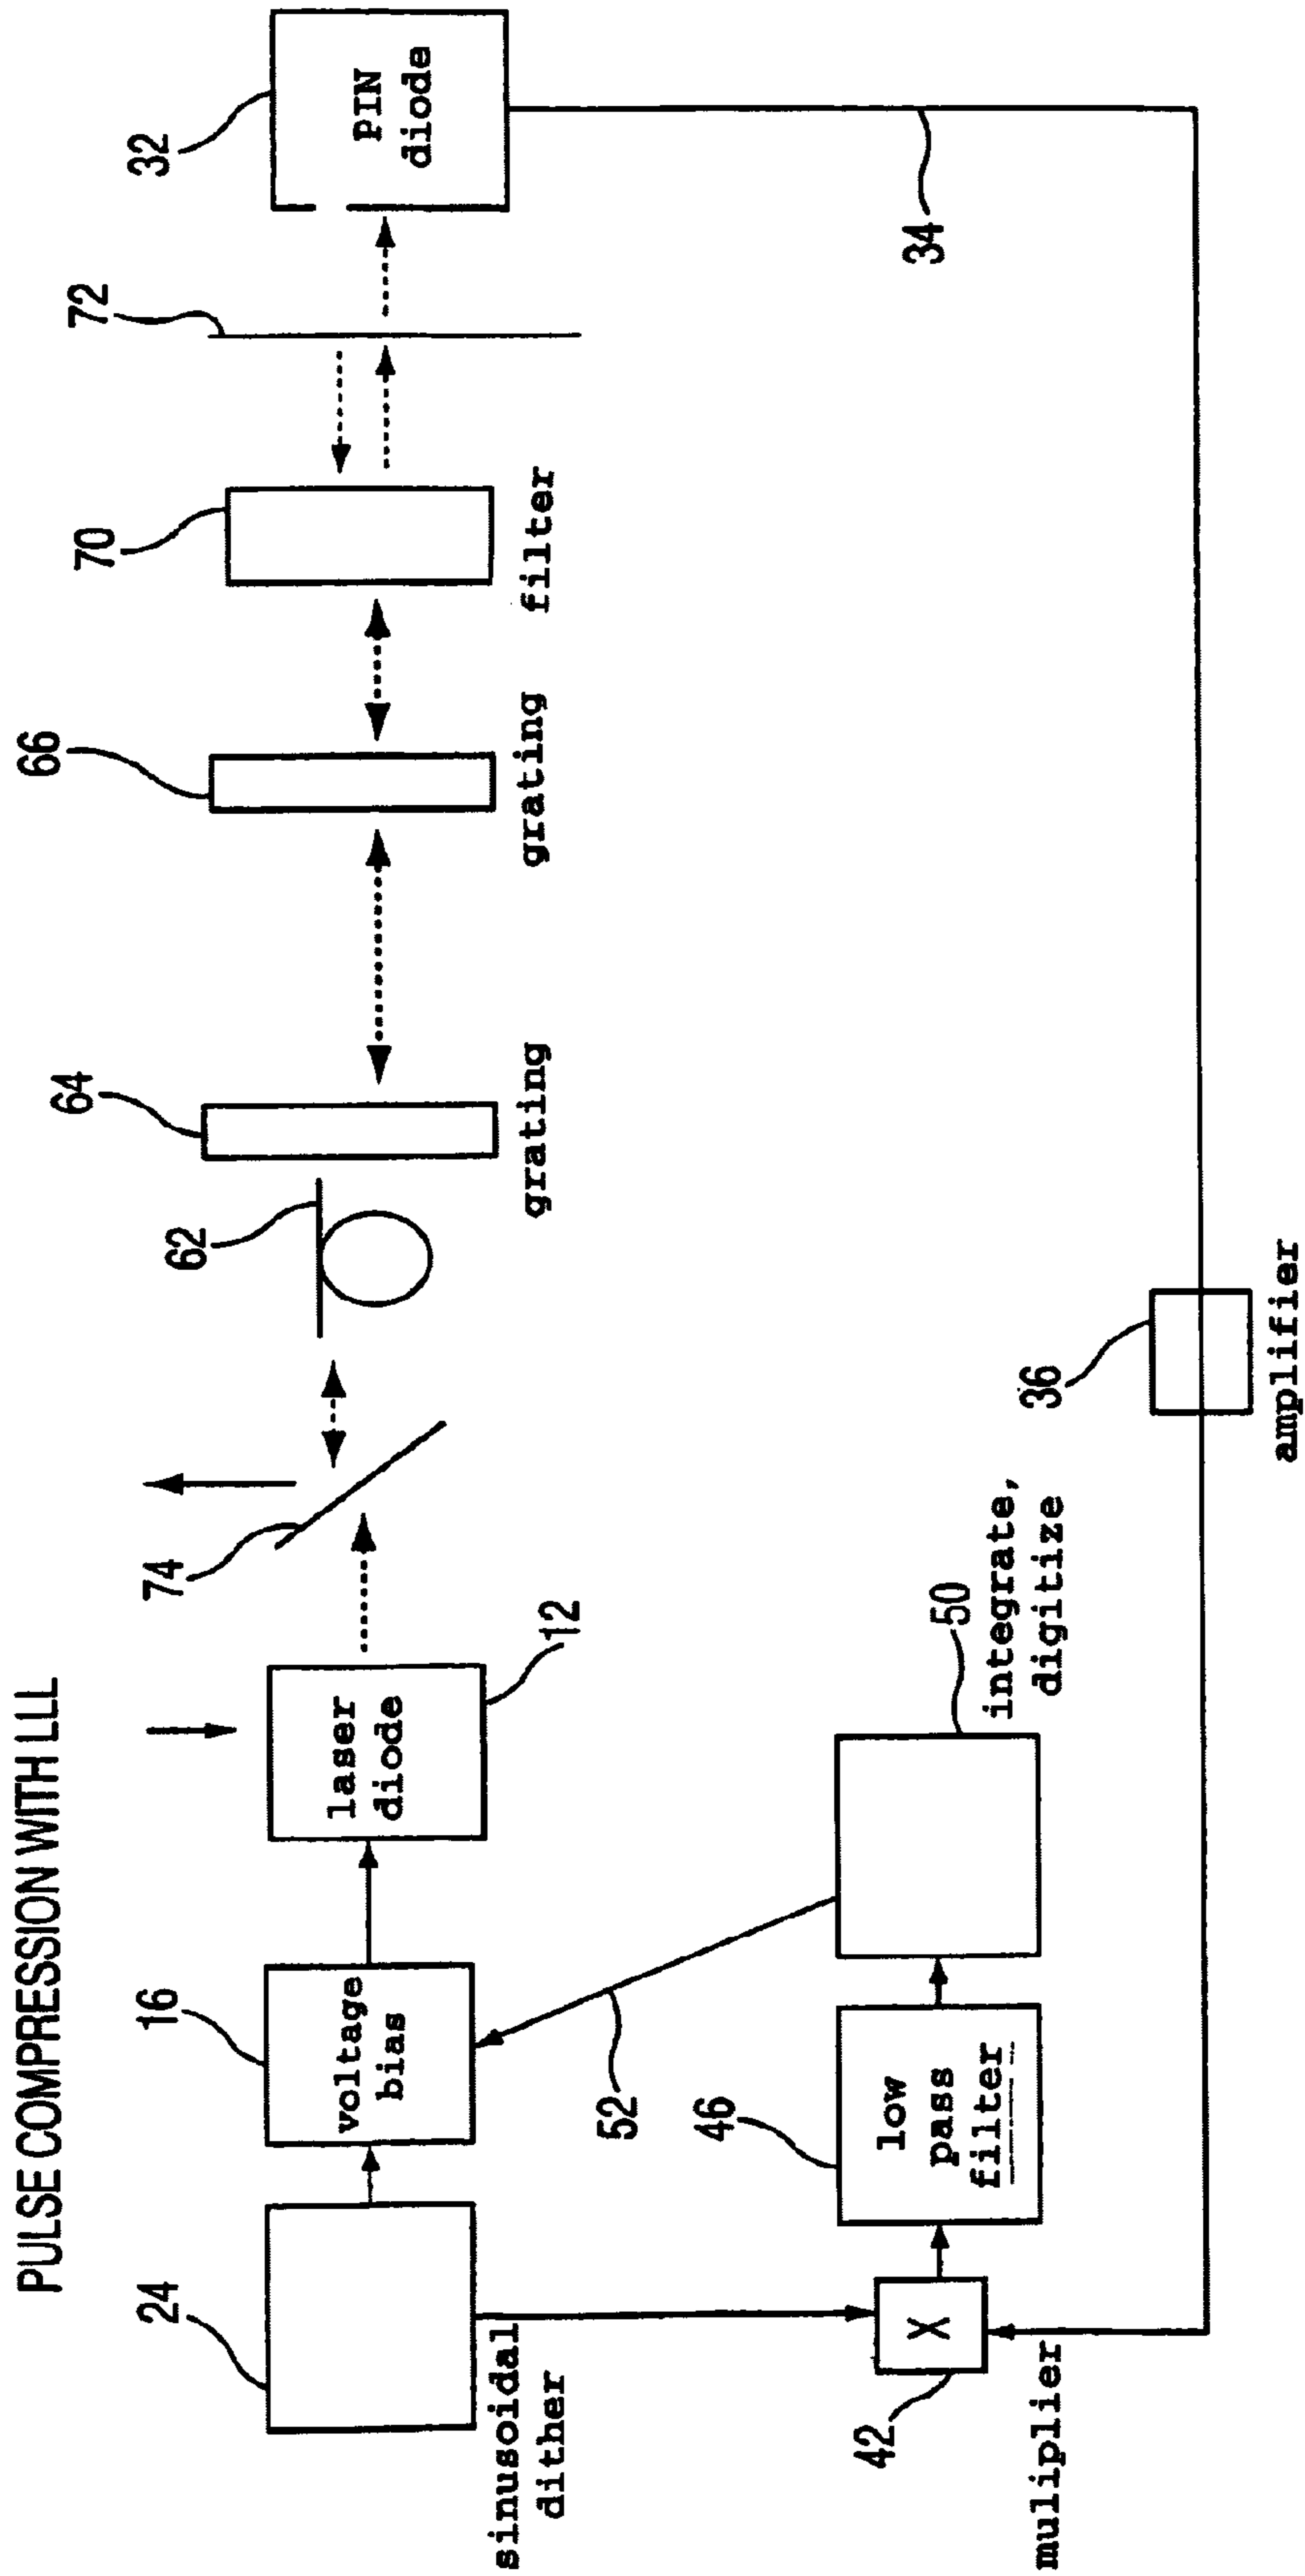 PULSE COMPRESSION WITH LLL
24
16
12
74
62
64
66
70
72
32
voltage
bias
laser
diode
PIN
diode
sinusoidal
dither
grating
grating
filter
52
34
42
X
muliplier
46
low
pass
filter
50
integrate,
digitize
36
amplifier